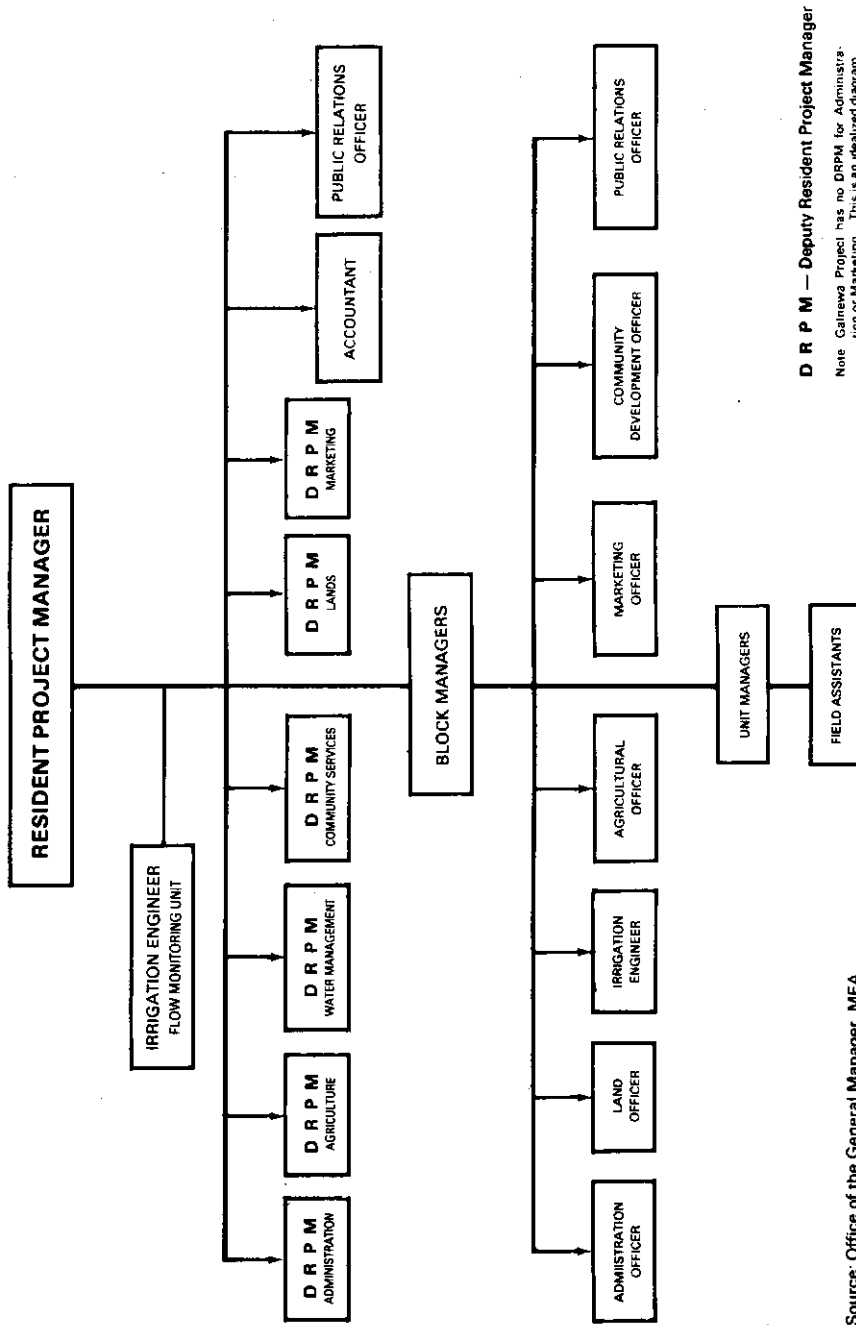 RESIDENT PROJECT MANAGER
IRRIGATION ENGINEER
FLOW MONITORING UNIT
D R P M
ADMINISTRATION
D R P M
AGRICULTURE
D R P M
WATER MANAGEMENT
D R P M
COMMUNITY SERVICES
D R P M
LANDS
D R P M
MARKETING
ACCOUNTANT
PUBLIC RELATIONS
OFFICER
BLOCK MANAGERS
ADMIISTRATION
OFFICER
LAND
OFFICER
IRRIGATION
ENGINEER
AGRICULTURAL
OFFICER
MARKETING
OFFICER
COMMUNITY
DEVELOPMENT OFFICER
PUBLIC RELATIONS
OFFICER
UNIT MANAGERS
FIELD ASSISTANTS
D R P M — Deputy Resident Project Manager
Note Galnewa Project has no DRPM for Administra-
tion or Marketing. This is an idealized diagram
Source: Office of the General Manager, MEA